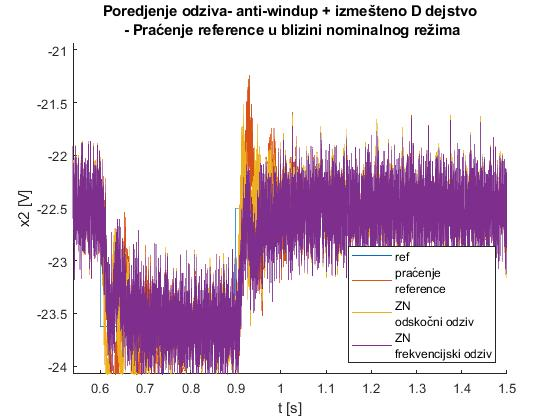 Poredjenje odziva- anti-windup + izmešteno D dejstvo
- Praćenje reference u blizini nominalnog režima
x2 [V]
-21
-21.5
-22
-22.5
-23
-23.5
-24
ref
praćenje
reference
ZN
odskočni odziv
ZN
frekvencijski odziv
0.6
0.7
0.8
0.9
1
1.1
1.2
1.3
1.4
1.5
t [s]